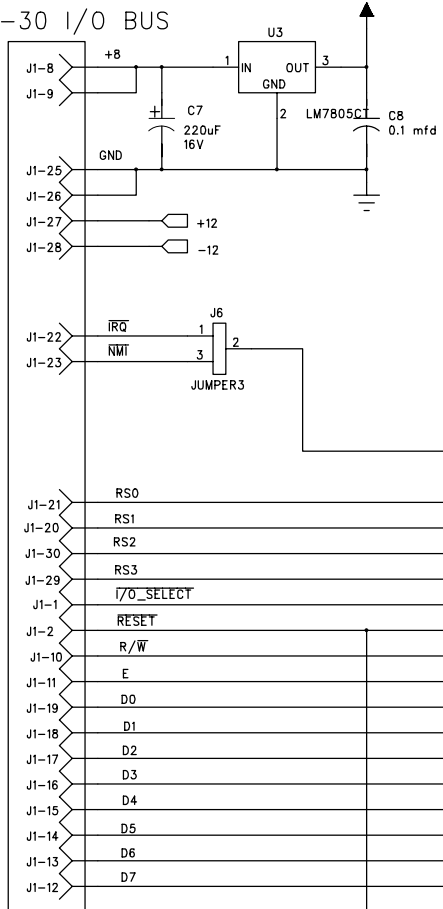 -30 I/O BUS
U3
J1-8 +8 1 IN OUT 3
J1-9 GND
2 LM7805CT
+ C7 220uF 16V
C8 0.1 mfd
J1-25 GND
J1-26
J1-27 +12
J1-28 -12
J6
J1-22 IRQ 1
2
J1-23 NMI 3
JUMPER3
J1-21 RS0
J1-20 RS1
J1-30 RS2
J1-29 RS3
J1-1 I/O_SELECT
J1-2 RESET
J1-10 R/W
J1-11 E
J1-19 D0
J1-18 D1
J1-17 D2
J1-16 D3
J1-15 D4
J1-14 D5
J1-13 D6
J1-12 D7